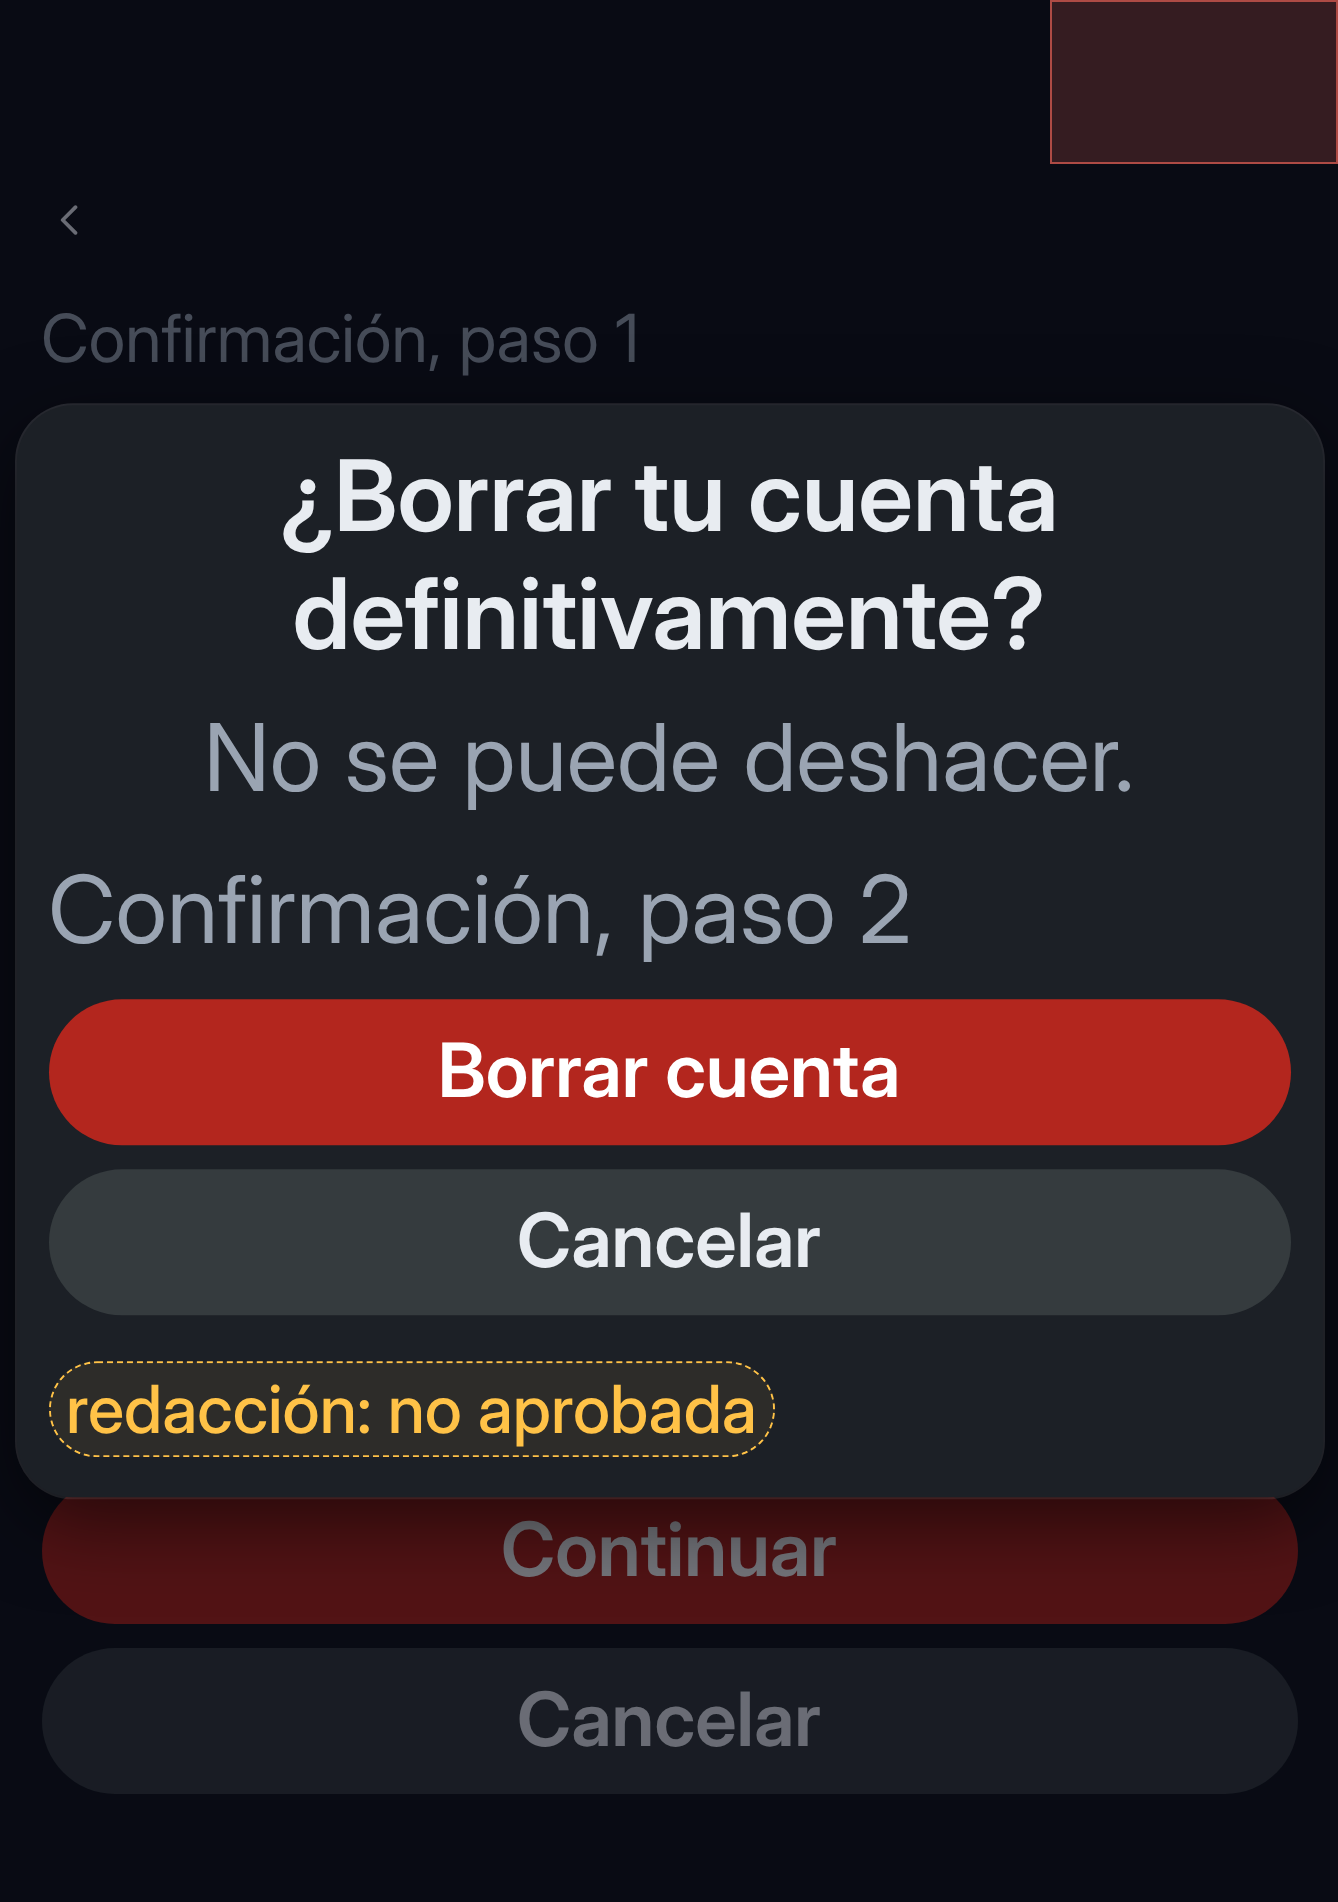 Confirmación, paso 1
¿Borrar tu cuenta
definitivamente?
No se puede deshacer.
Confirmación, paso 2
Borrar cuenta
Cancelar
redacción: no aprobada
Continuar
Cancelar